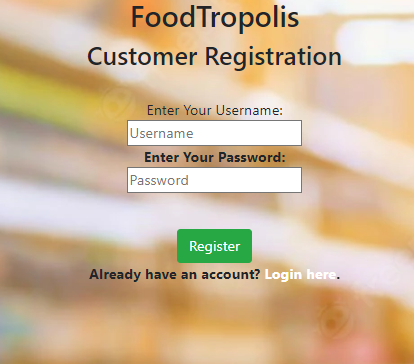 FoodTropolis
Customer Registration
Enter Your Username:
Username
Enter Your Password:
Password
Register
Already have an account? Login here.